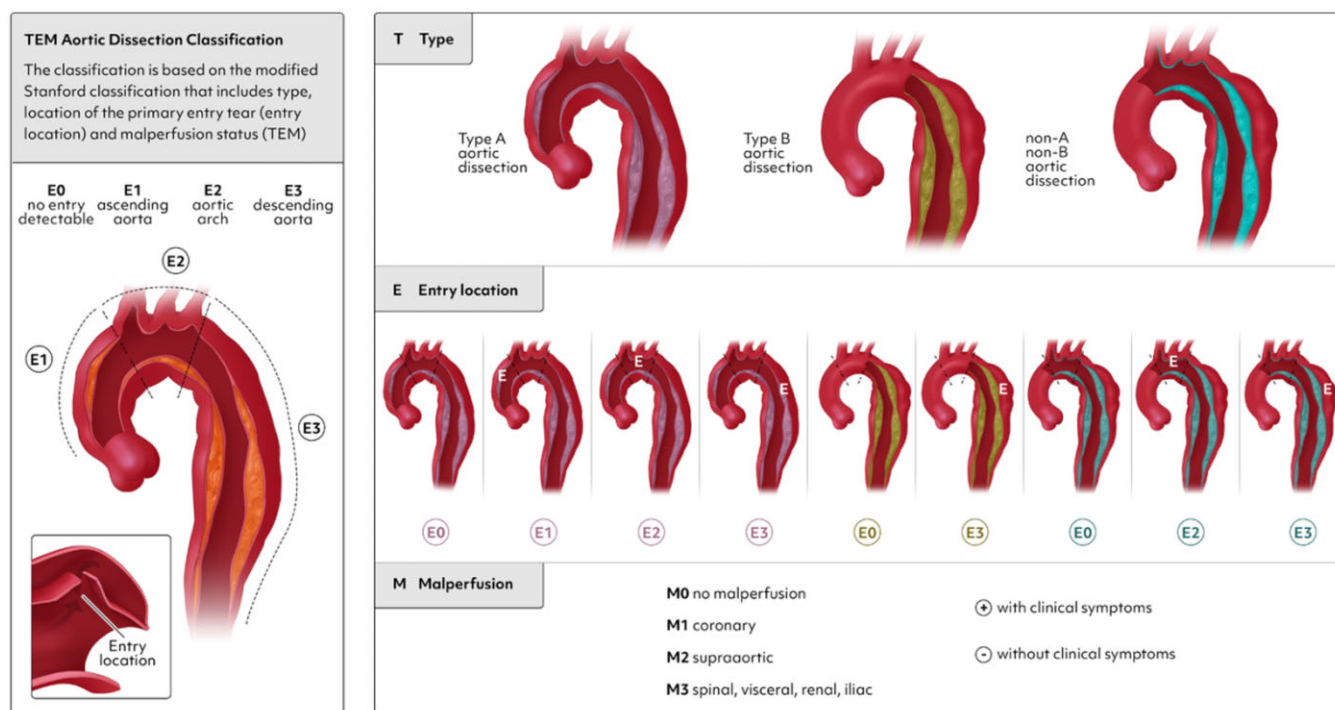 TEM Aortic Dissection Classification
The classification is based on the modified
Stanford classification that includes type,
location of the primary entry tear (entry
location) and malperfusion status (TEM)
E0
no entry
detectable
E1
ascending
aorta
E2
aortic
arch
E3
descending
aorta
E2
E1
E3
Entry
location
T Type
Type A
aortic
dissection
Type B
aortic
dissection
non-A
non-B
aortic
dissection
E Entry location
E
E
E
E
E
E
E0
E1
E2
E3
E0
E3
E0
E2
E3
M Malperfusion
M0 no malperfusion
M1 coronary
M2 supraaortic
M3 spinal, visceral, renal, iliac
+ with clinical symptoms
- without clinical symptoms